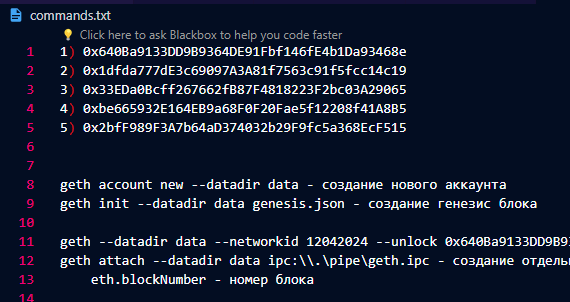 commands.txt
Click here to ask Blackbox to help you code faster
1 1) 0x640Ba9133DD9B9364DE91Fbf146fE4b1Da93468e
2 2) 0x1dfda777dE3c69097A3A81f7563c91f5fcc14c19
3 3) 0x33EDa0Bcff267662fB87F4818223F2bc03A29065
4 4) 0xbe665932E164EB9a68F0F20Fae5f12208f41A8B5
5 5) 0x2bfF989F3A7b64aD374032b29F9fc5a368EcF515
6
7
8 geth account new --datadir data - создание нового аккаунта
9 geth init --datadir data genesis.json - создание генезис блока
10
11 geth --datadir data --networkid 12042024 --unlock 0x640Ba9133DD9B9
12 geth attach --datadir data ipc:\\.\pipe\geth.ipc - создание отдель
13 eth.blockNumber - номер блока
14